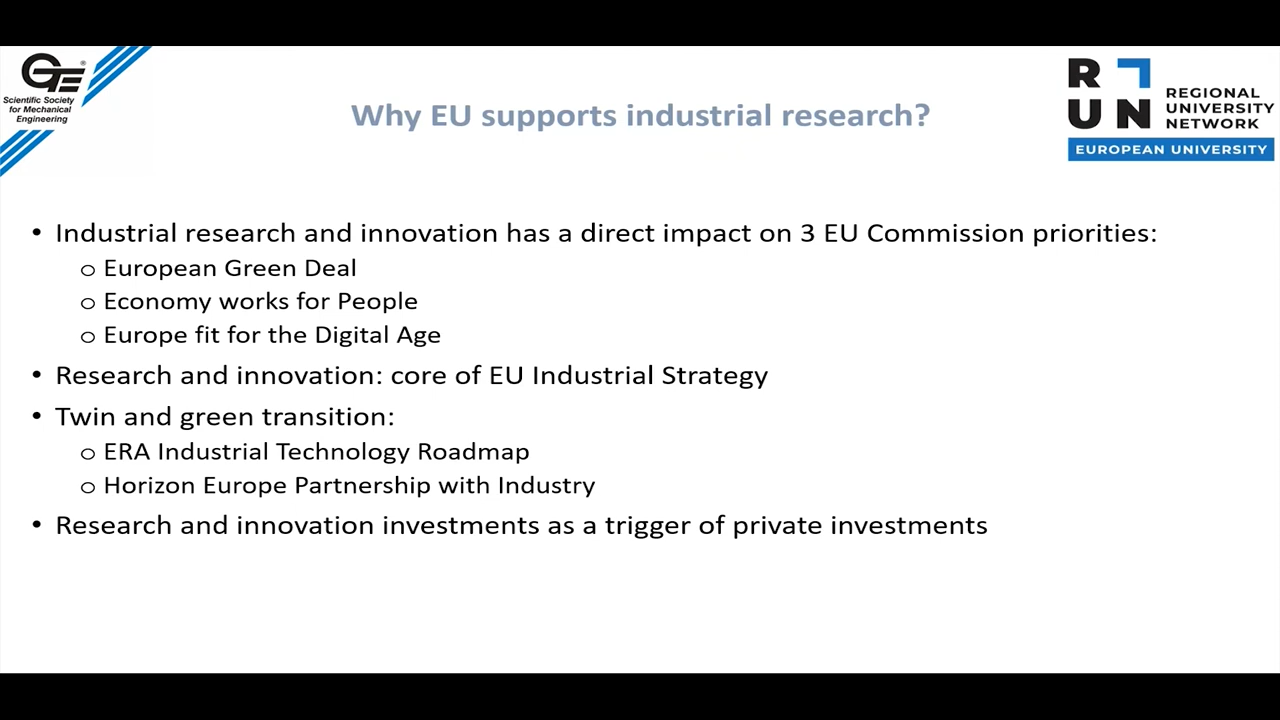 GTE®
Scientific Society
for Mechanical
Engineering
Why EU supports industrial research?
R
UN
REGIONAL
UNIVERSITY
NETWORK
EUROPEAN UNIVERSITY
• Industrial research and innovation has a direct impact on 3 EU Commission priorities:
o European Green Deal
o Economy works for People
o Europe fit for the Digital Age
• Research and innovation: core of EU Industrial Strategy
• Twin and green transition:
o ERA Industrial Technology Roadmap
o Horizon Europe Partnership with Industry
• Research and innovation investments as a trigger of private investments